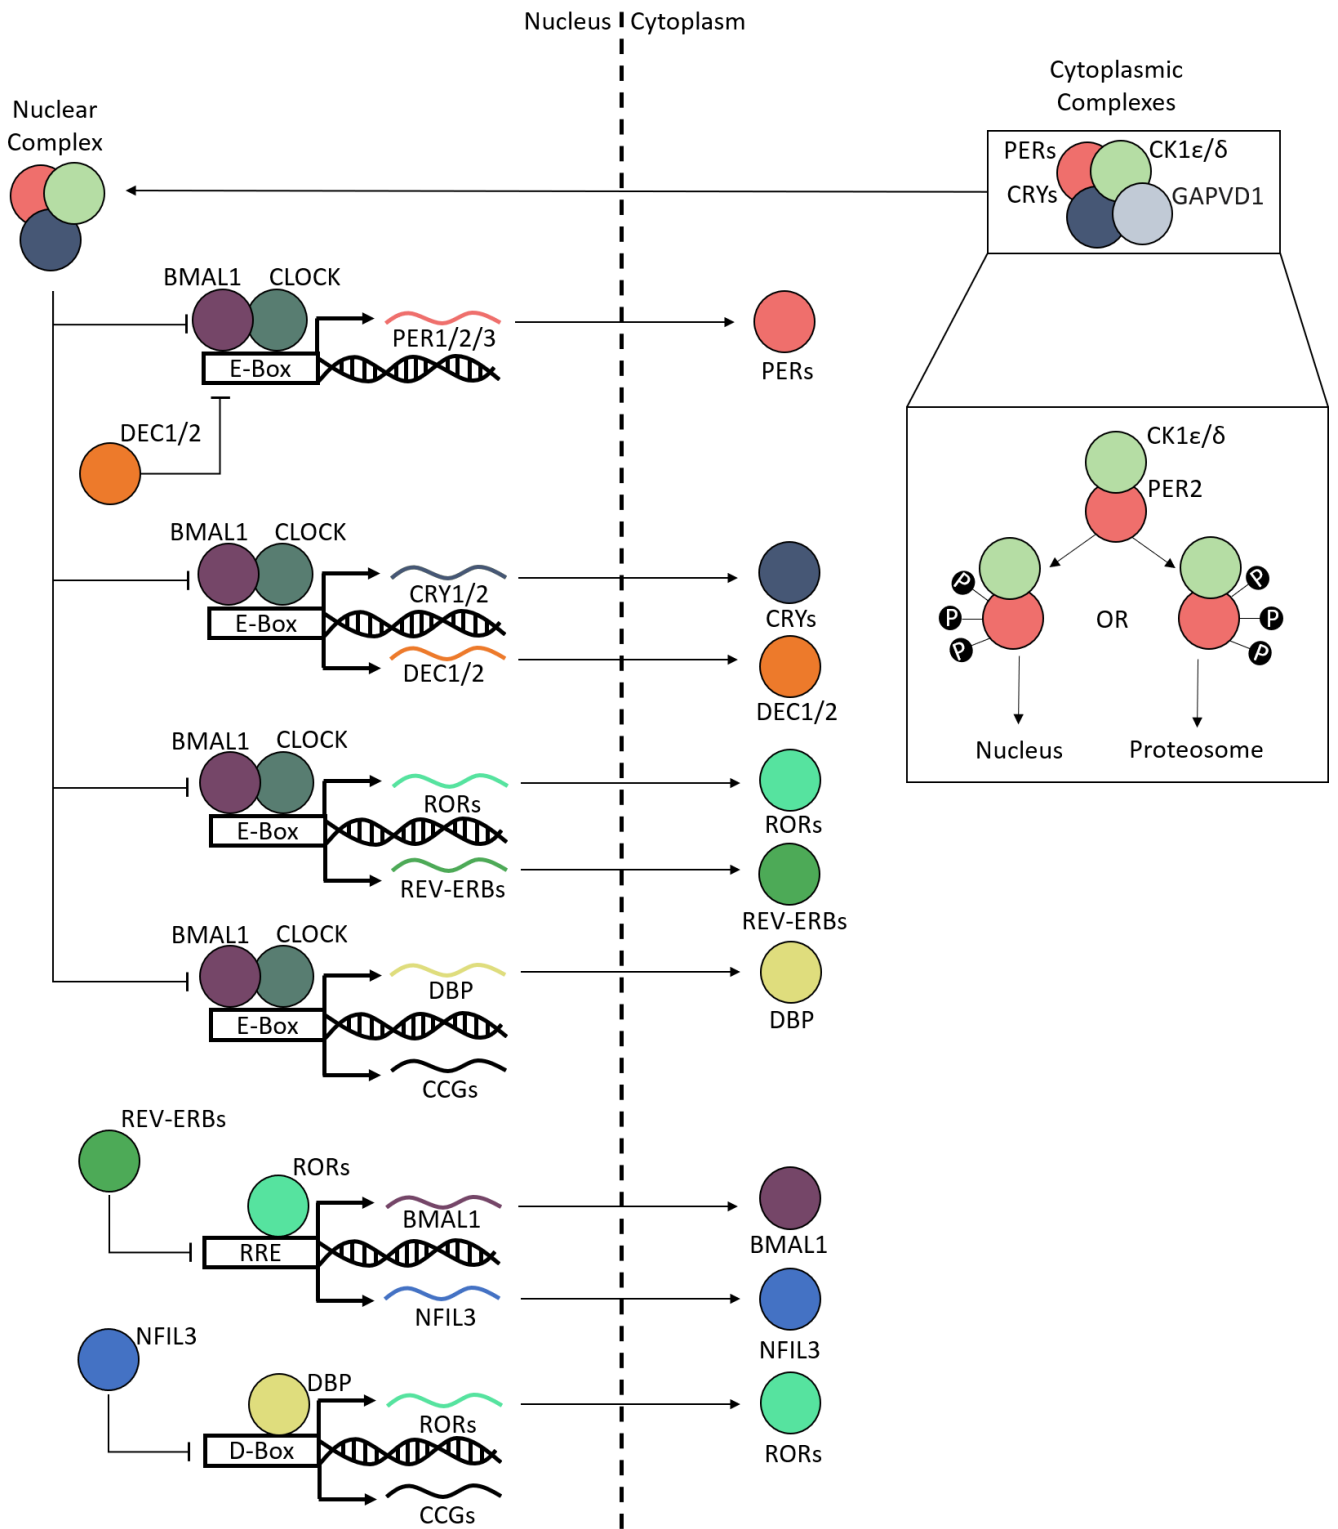 Nucleus Cytoplasm
Cytoplasmic
Complexes
Nuclear
Complex
PERs CK1ε/δ
CRYs GAPVD1
BMAL1 CLOCK
PER1/2/3
E-Box
PERs
DEC1/2
CK1ε/δ
PER2
P P
P P
P P
OR
Nucleus Proteosome
BMAL1 CLOCK
CRY1/2
E-Box
CRYs
DEC1/2
DEC1/2
BMAL1 CLOCK
RORs
E-Box
RORs
REV-ERBs
REV-ERBs
BMAL1 CLOCK
DBP
E-Box
DBP
CCGs
REV-ERBs
RORs
BMAL1
RRE
BMAL1
NFIL3
NFIL3
NFIL3
DBP
RORs
D-Box
RORs
CCGs